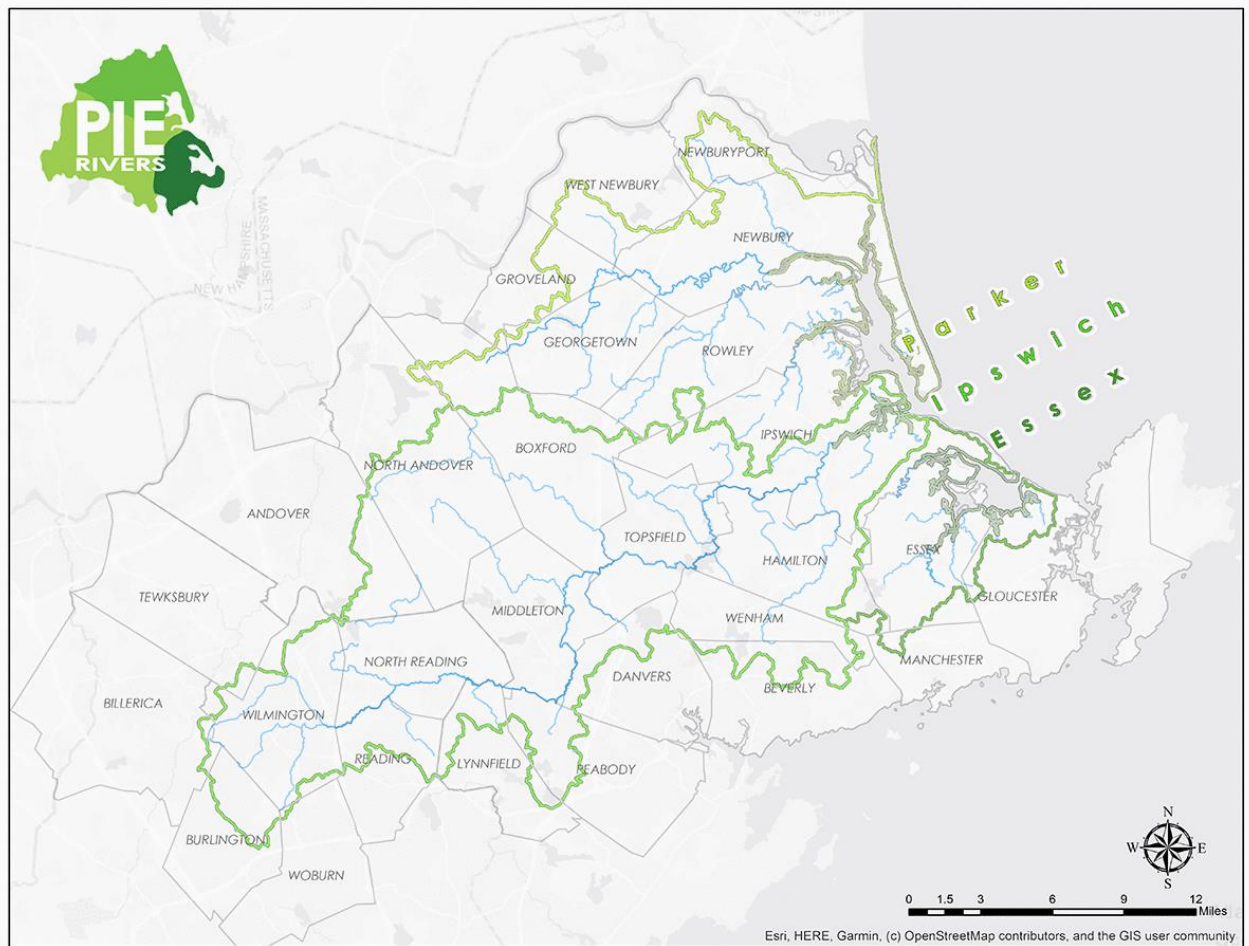 PIE
RIVERS
NEWBURYPORT
WEST NEWBURY
NEWBURY
MASSACHUSETTS
NEW HAMPSHIRE
GROVELAND
Parker
Ipswich
Essex
GEORGETOWN
ROWLEY
IPSWICH
BOXFORD
NORTH ANDOVER
ANDOVER
TOPSFIELD
ESSEX
HAMILTON
TEWKSBURY
GLOUCESTER
MIDDLETON
WENHAM
NORTH READING
MANCHESTER
DANVERS
BEVERLY
BILLERICA
WILMINGTON
READING
LYNNFIELD
PEABODY
BURLINGTON
WOBURN
N
W E
S
0 1.5 3 6 9 12
Miles
Esri, HERE, Garmin, (c) OpenStreetMap contributors, and the GIS user community